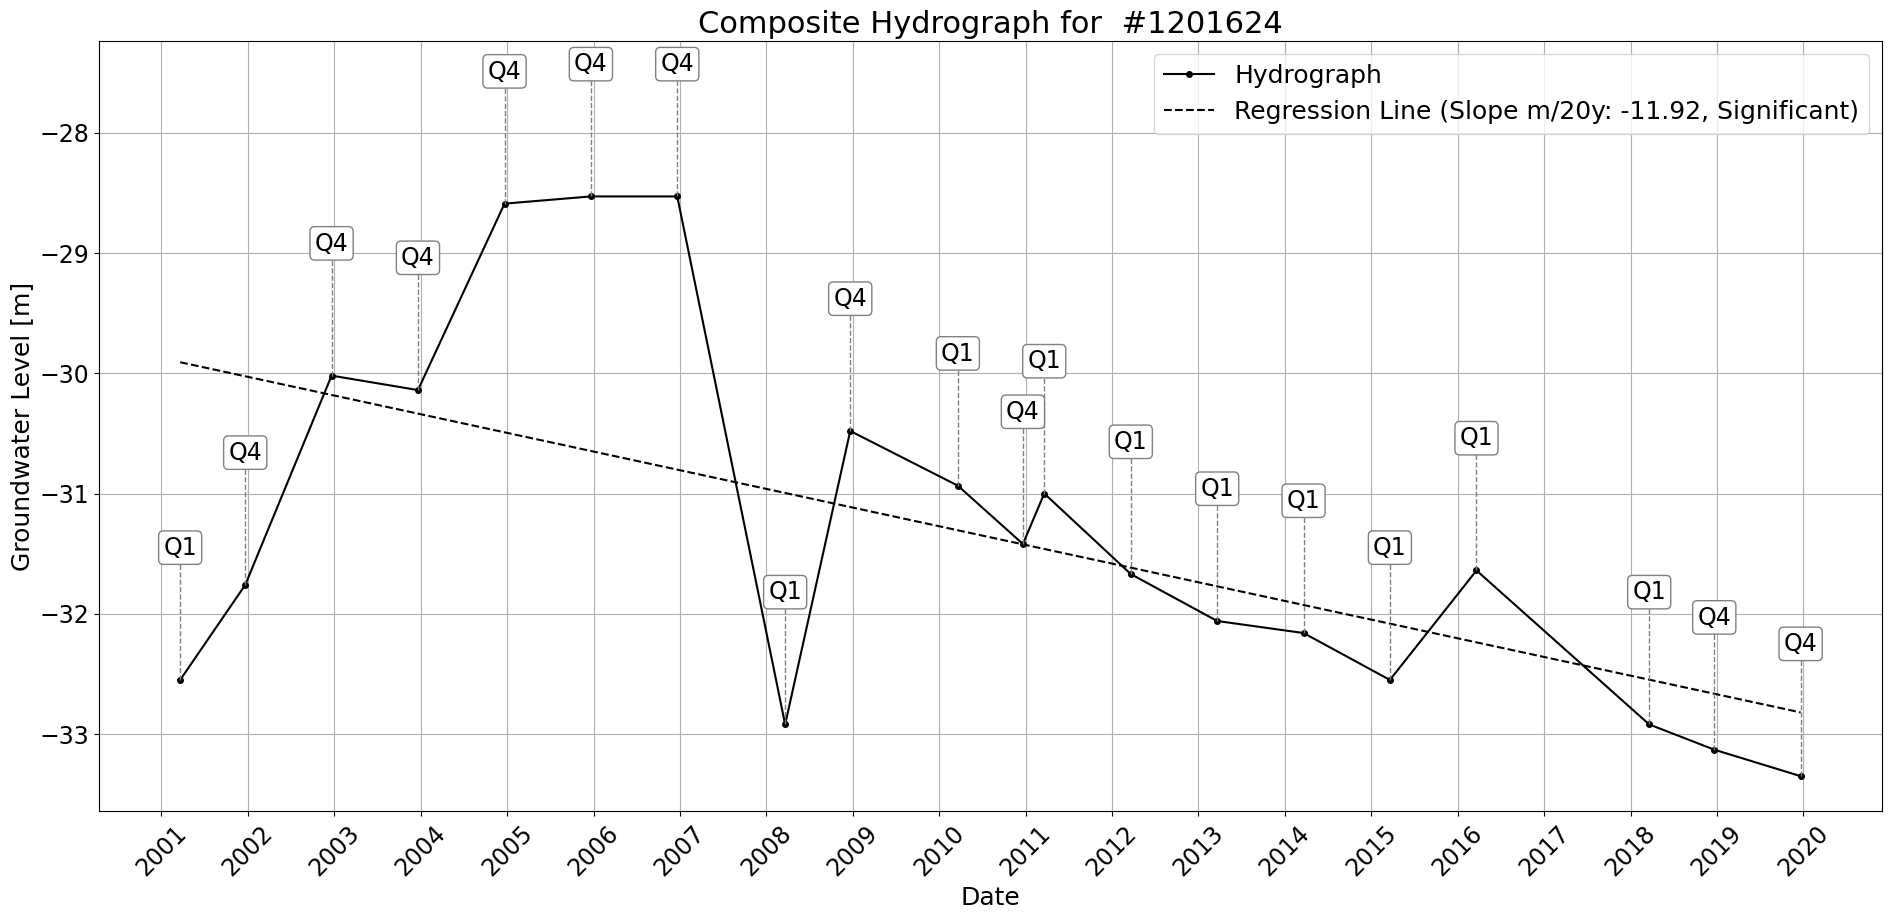 Composite Hydrograph for  #1201624
Hydrograph
Regression Line (Slope m/20y: -11.92, Significant)
Groundwater Level [m]
−28
−29
−30
−31
−32
−33
Q1
Q4
Q4
Q4
Q4
Q4
Q4
Q1
Q4
Q1
Q4
Q1
Q1
Q1
Q1
Q1
Q1
Q1
Q4
Q4
2001
2002
2003
2004
2005
2006
2007
2008
2009
2010
2011
2012
2013
2014
2015
2016
2017
2018
2019
2020
Date